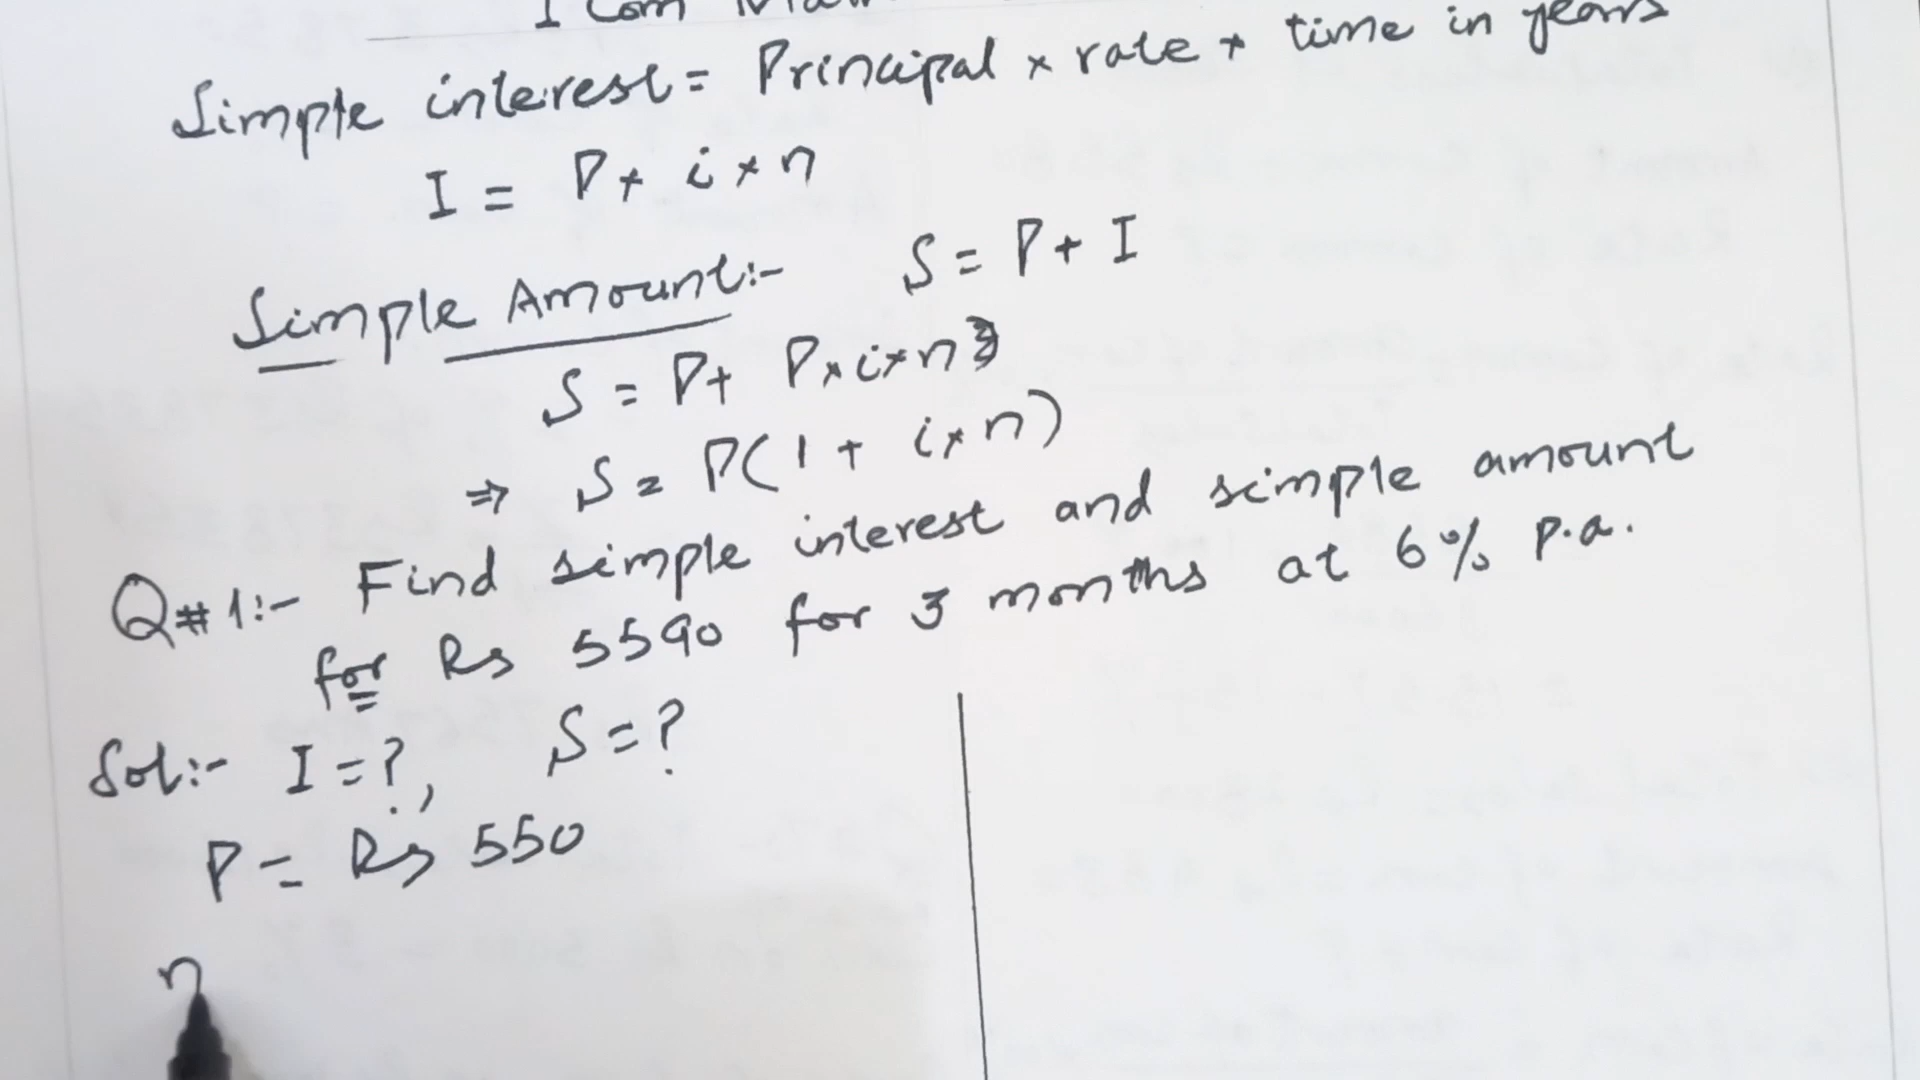 I Com
Simple interest = Principal × rate × time in years
I = P × i × n
Simple Amount:- S = P + I
S = P + P × i × n
⇒ S = P(1 + i × n)
Q#1:- Find simple interest and simple amount
for Rs 5590 for 3 months at 6% p.a.
Sol:- I = ?, S = ?
P = Rs 550
n